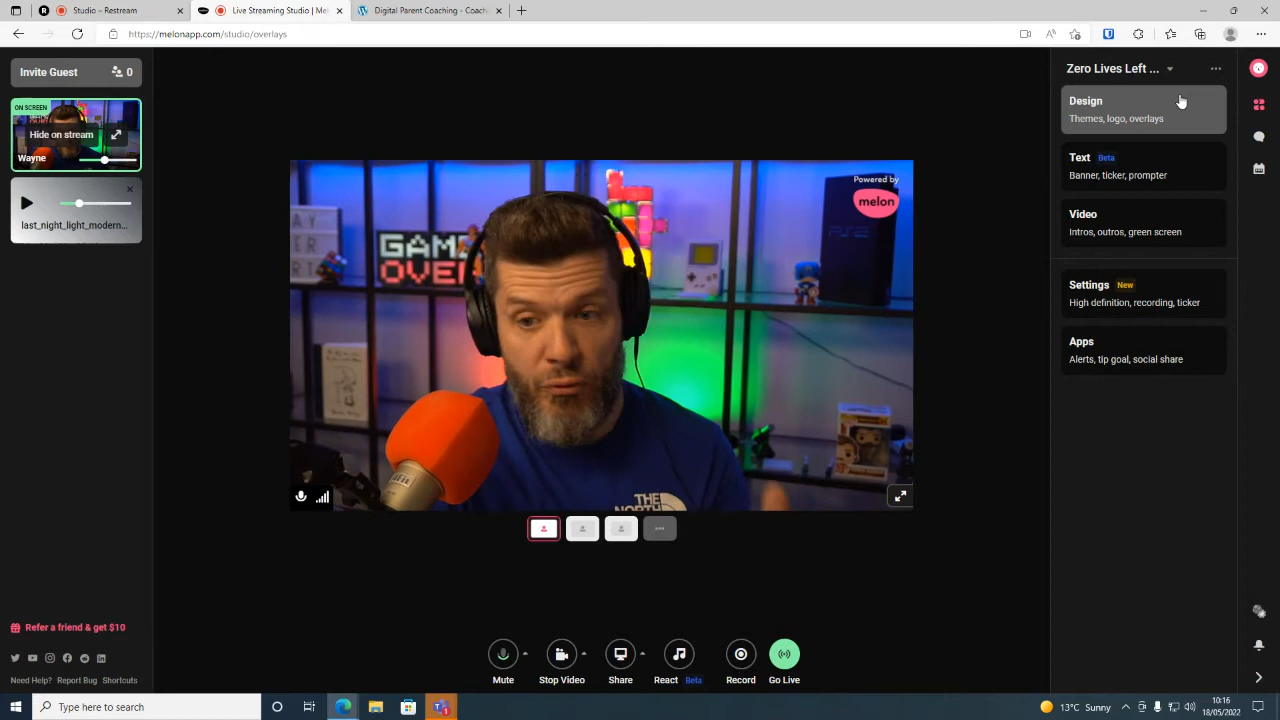 Studio – Restream
Live Streaming Studio | Mel
Digital Parent Coaching - Coach
https://melonapp.com/studio/overlays
Invite Guest
0
ON SCREEN
Hide on stream
Wayne
last_night_light_modern...
Powered by
melon
GAME
OVER
PS2
THE
NORTH
Zero Lives Left ...
Design
Themes, logo, overlays
Text Beta
Banner, ticker, prompter
Video
Intros, outros, green screen
Settings New
High definition, recording, ticker
Apps
Alerts, tip goal, social share
Refer a friend & get $10
Need Help? Report Bug Shortcuts
Mute
Stop Video
Share
React Beta
Record
Go Live
Type here to search
13°C Sunny
10:16
18/05/2022